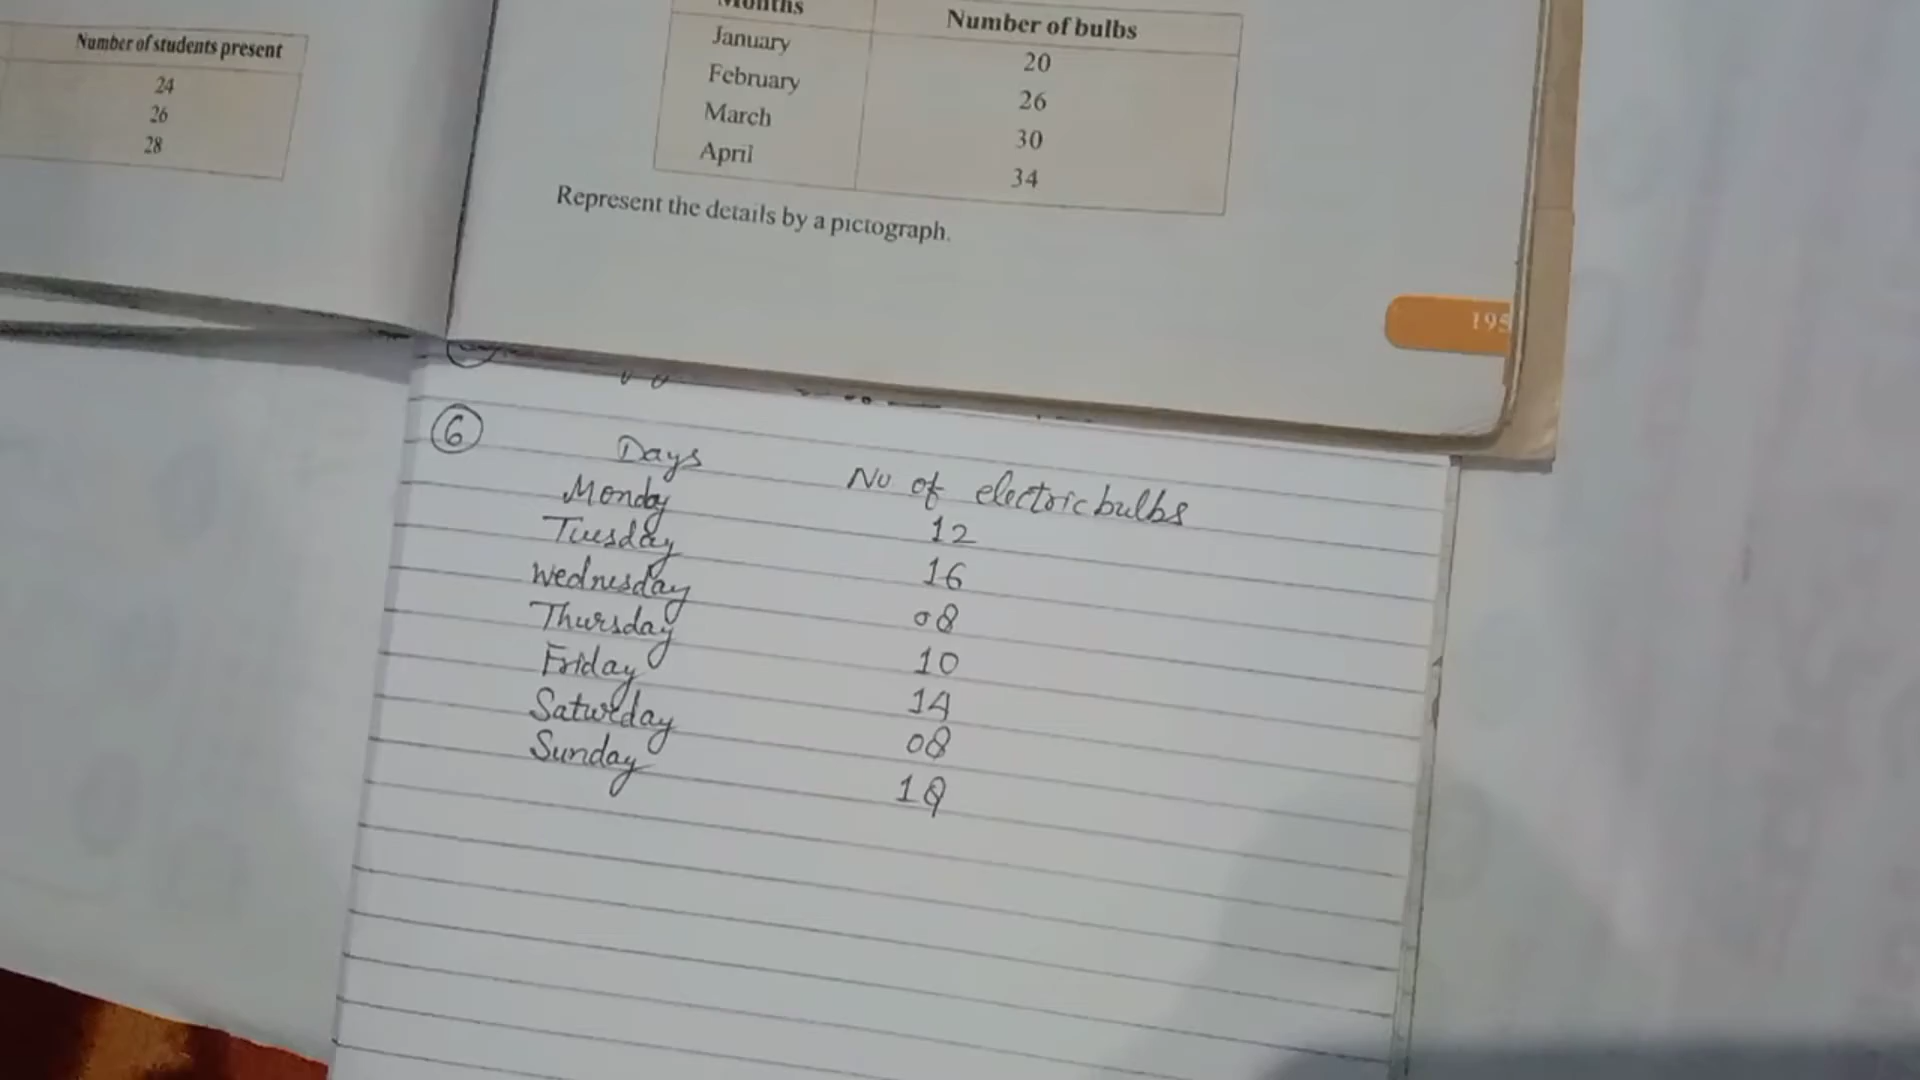 Number of students present
24
26
28
Months Number of bulbs
January 20
February 26
March 30
April 34
Represent the details by a pictograph.
195
6
Days No of electric bulbs
Monday 12
Tuesday 16
Wednesday 08
Thursday 10
Friday 14
Saturday 08
Sunday